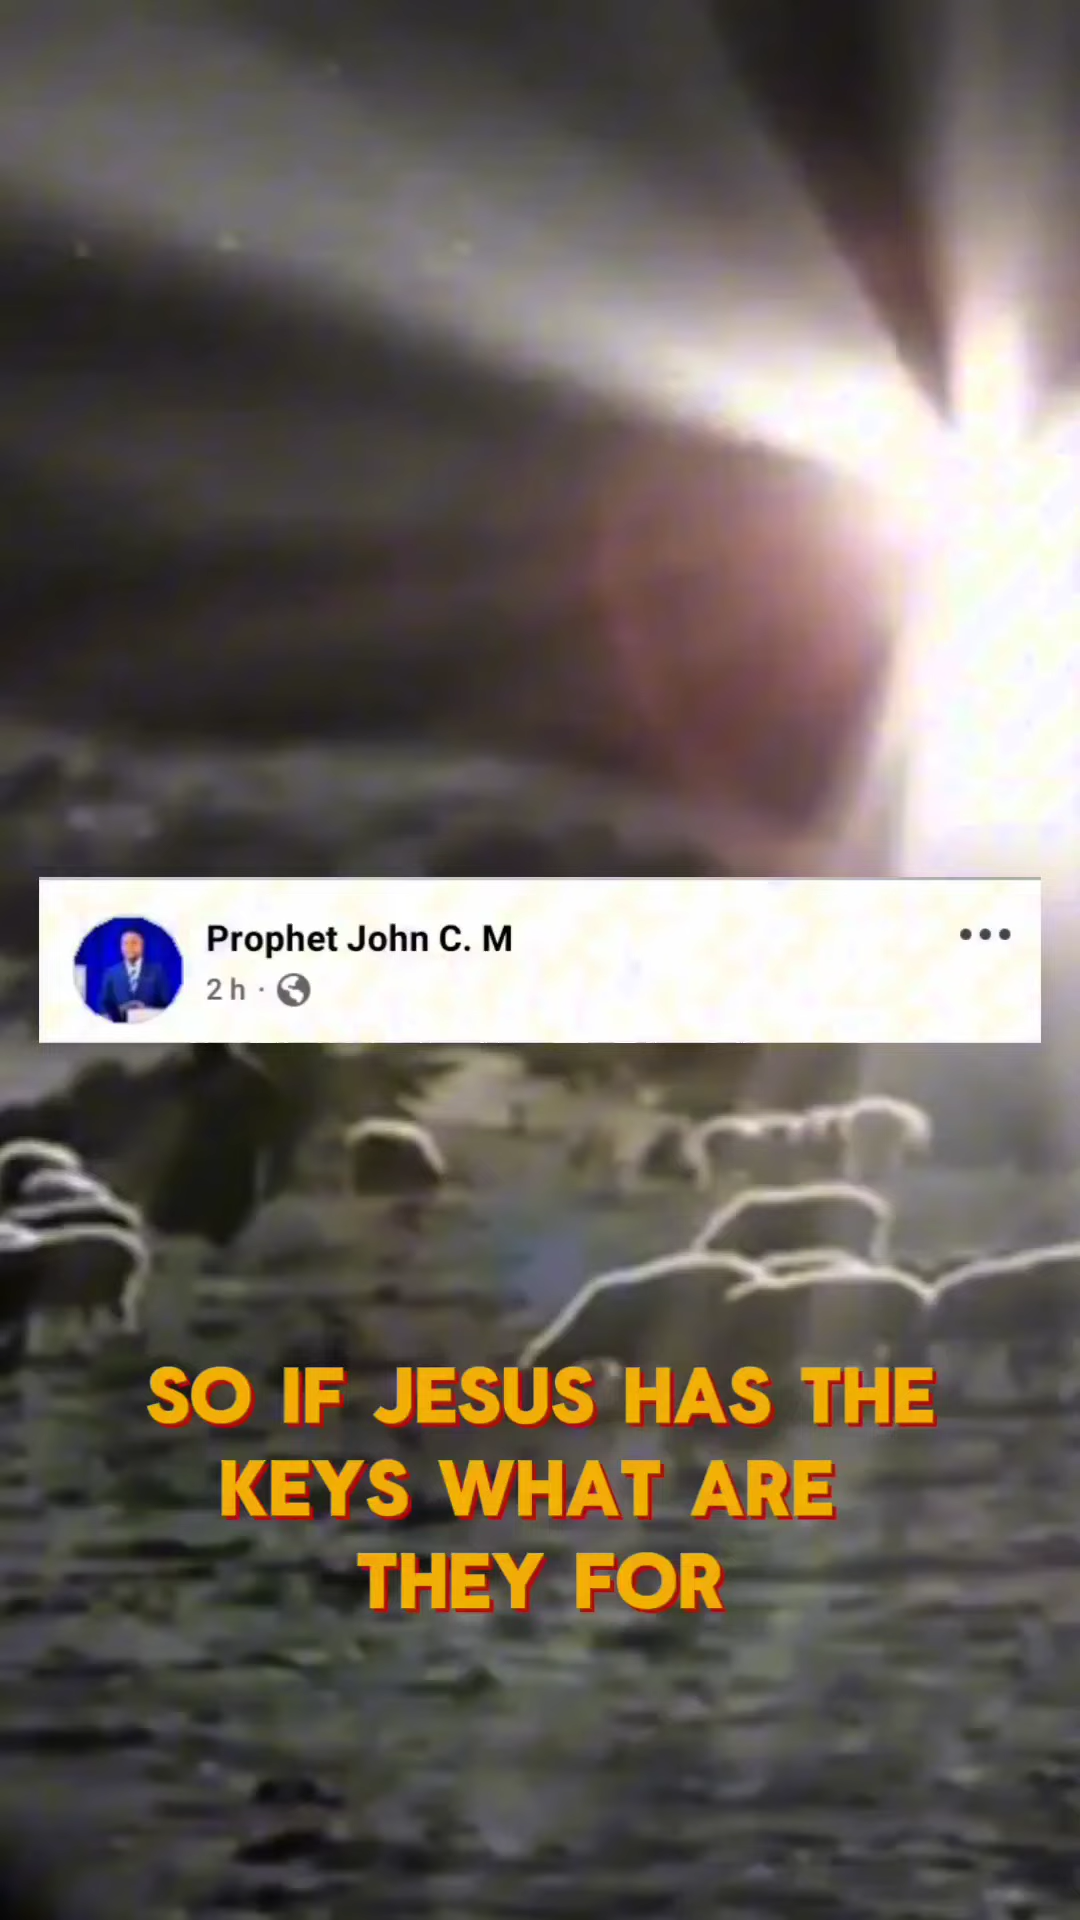 Prophet John C. M
2 h ·
SO IF JESUS HAS THE
KEYS WHAT ARE
THEY FOR